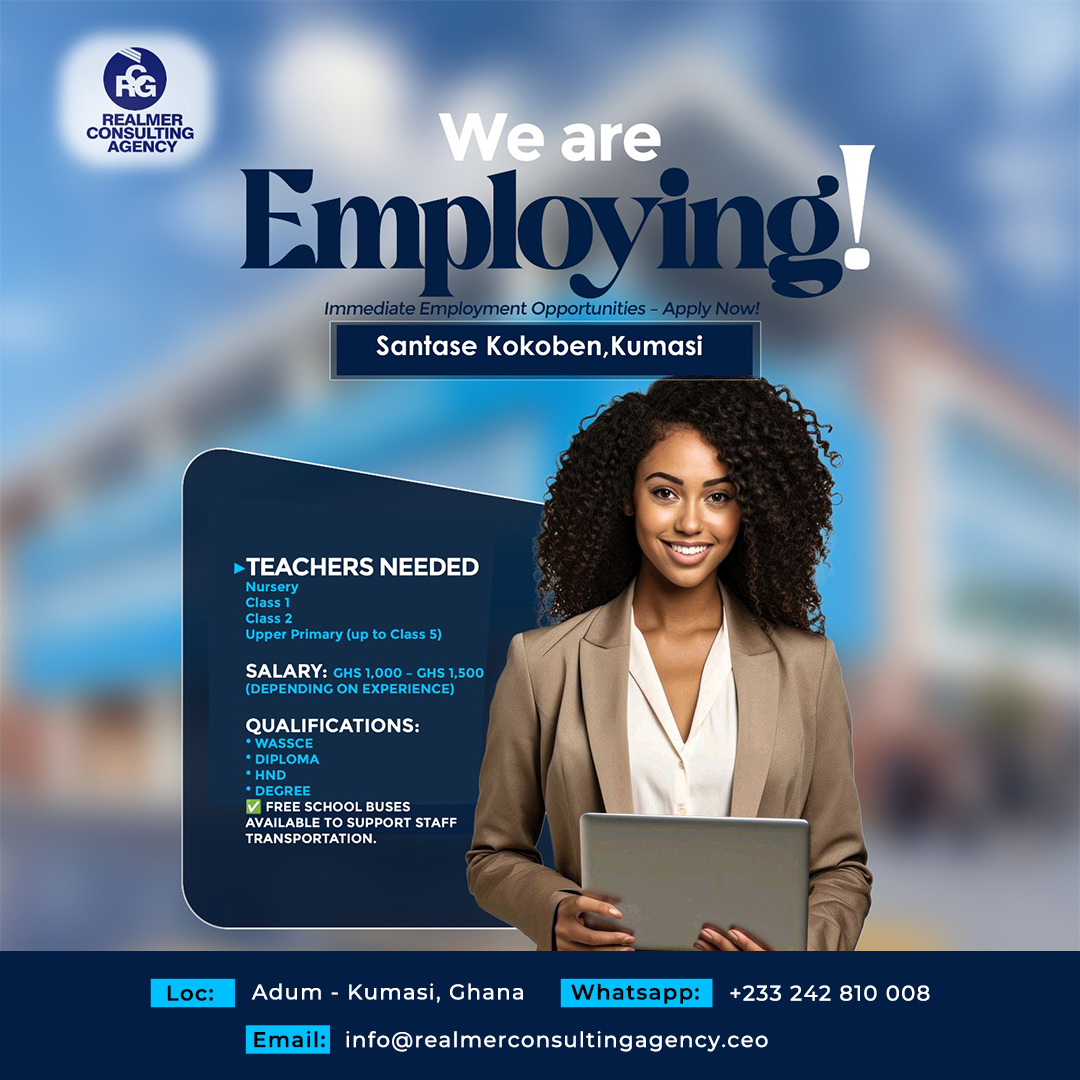 RCG
REALMER
CONSULTING
AGENCY
We are
Employing!
Immediate Employment Opportunities – Apply Now!
Santase Kokoben,Kumasi
▶TEACHERS NEEDED
Nursery
Class 1
Class 2
Upper Primary (up to Class 5)
SALARY: GHS 1,000 – GHS 1,500
(DEPENDING ON EXPERIENCE)
QUALIFICATIONS:
* WASSCE
* DIPLOMA
* HND
* DEGREE
✅ FREE SCHOOL BUSES
AVAILABLE TO SUPPORT STAFF
TRANSPORTATION.
Loc: Adum - Kumasi, Ghana Whatsapp: +233 242 810 008
Email: info@realmerconsultingagency.ceo